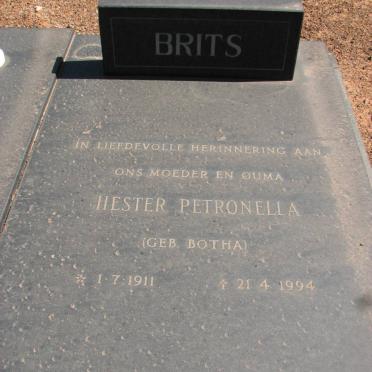 BRITS
IN LIEFDEVOLLE HERINNERING AAN
ONS MOEDER EN OUMA
HESTER PETRONELLA
(GEB. BOTHA)
* 1·7·1911 † 21·4·1994